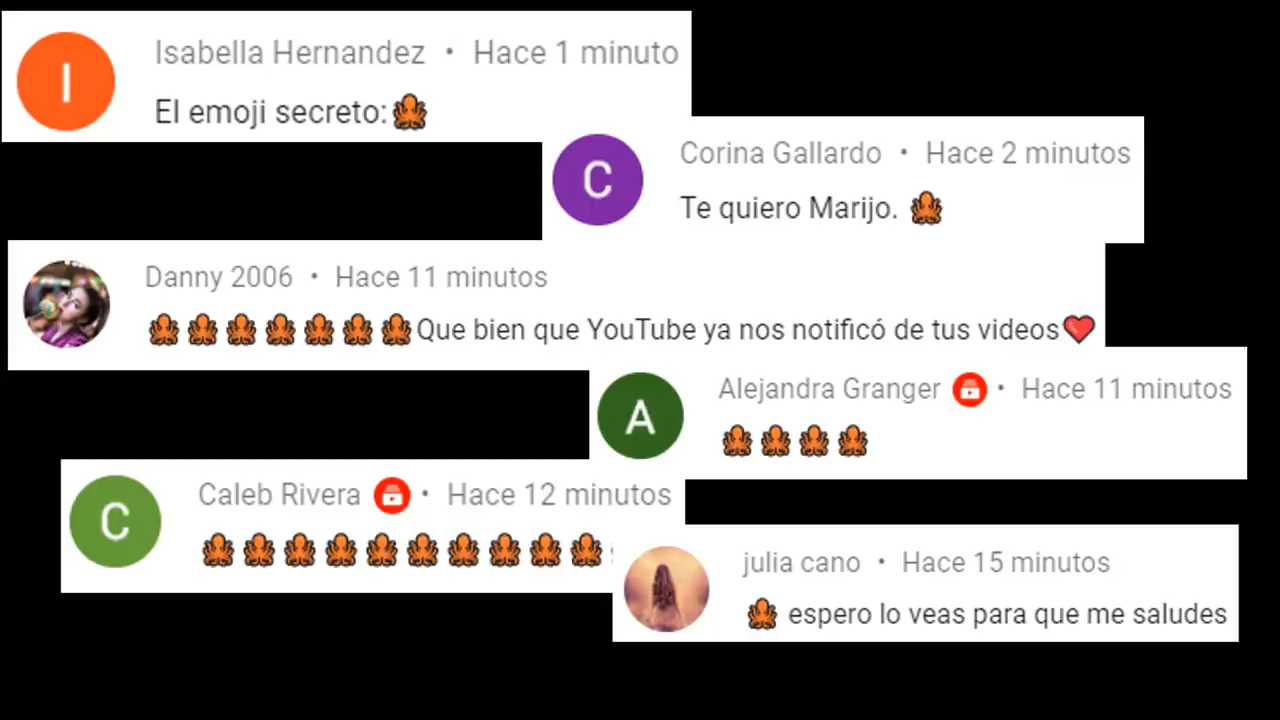 I
Isabella Hernandez • Hace 1 minuto
El emoji secreto:🐙
C
Corina Gallardo • Hace 2 minutos
Te quiero Marijo. 🐙
Danny 2006 • Hace 11 minutos
🐙🐙🐙🐙🐙🐙🐙Que bien que YouTube ya nos notificó de tus videos❤️
A
Alejandra Granger • Hace 11 minutos
🐙🐙🐙🐙
C
Caleb Rivera • Hace 12 minutos
🐙🐙🐙🐙🐙🐙🐙🐙🐙🐙
julia cano • Hace 15 minutos
🐙 espero lo veas para que me saludes